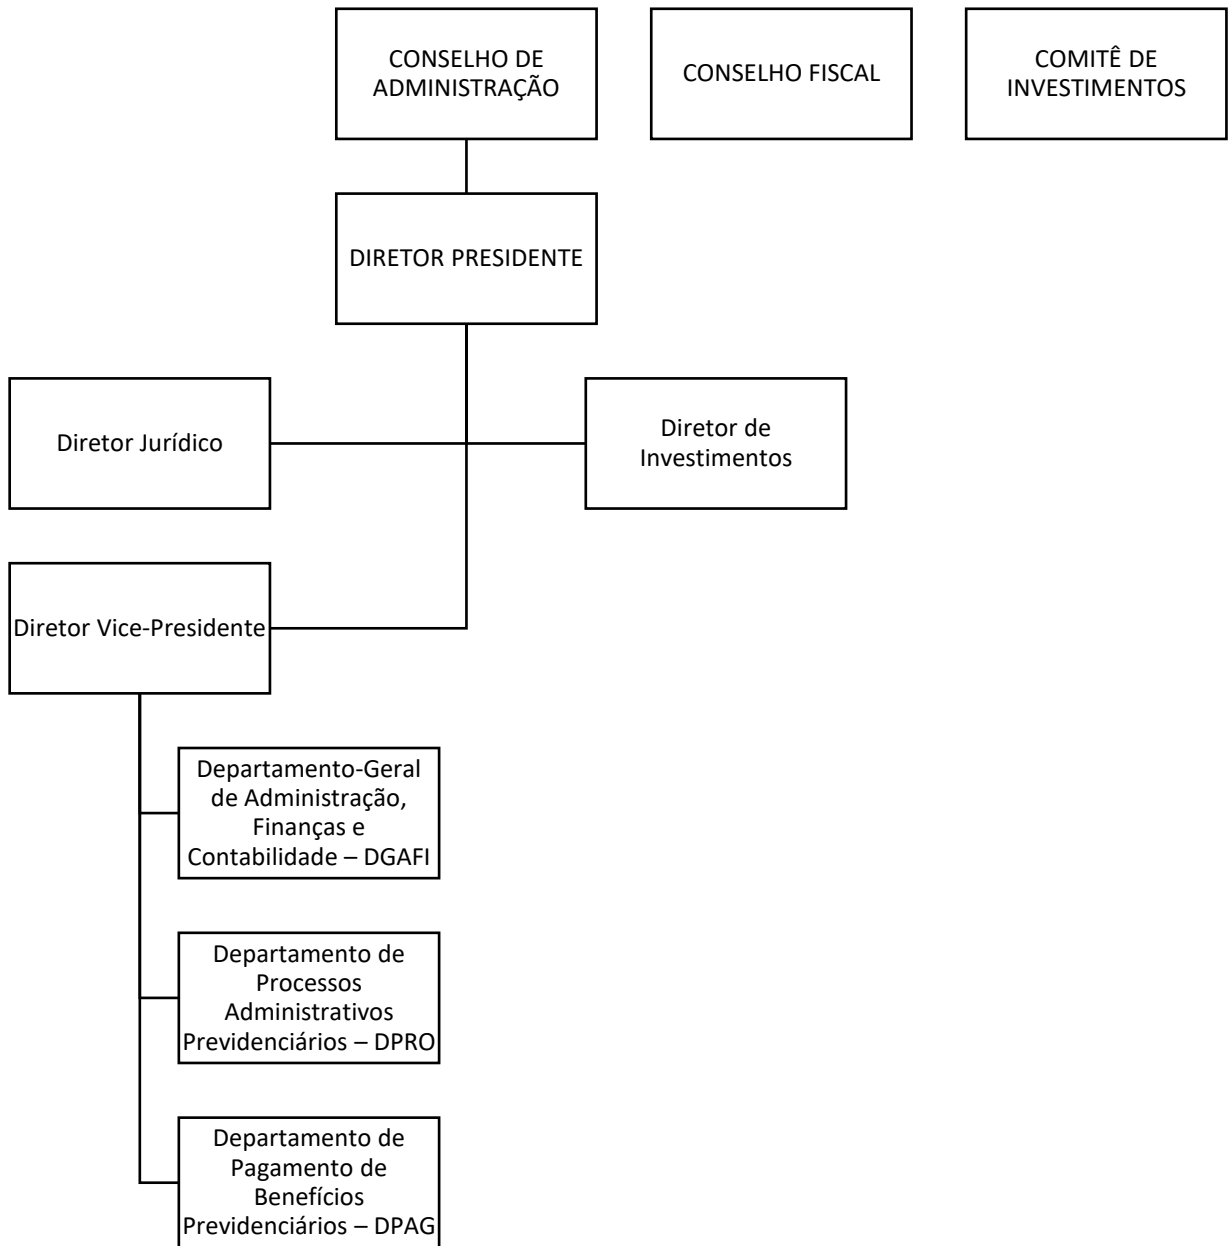 CONSELHO DE
ADMINISTRAÇÃO
CONSELHO FISCAL
COMITÊ DE
INVESTIMENTOS
DIRETOR PRESIDENTE
Diretor Jurídico
Diretor de
Investimentos
Diretor Vice-Presidente
Departamento-Geral
de Administração,
Finanças e
Contabilidade – DGAFI
Departamento de
Processos
Administrativos
Previdenciários – DPRO
Departamento de
Pagamento de
Benefícios
Previdenciários – DPAG